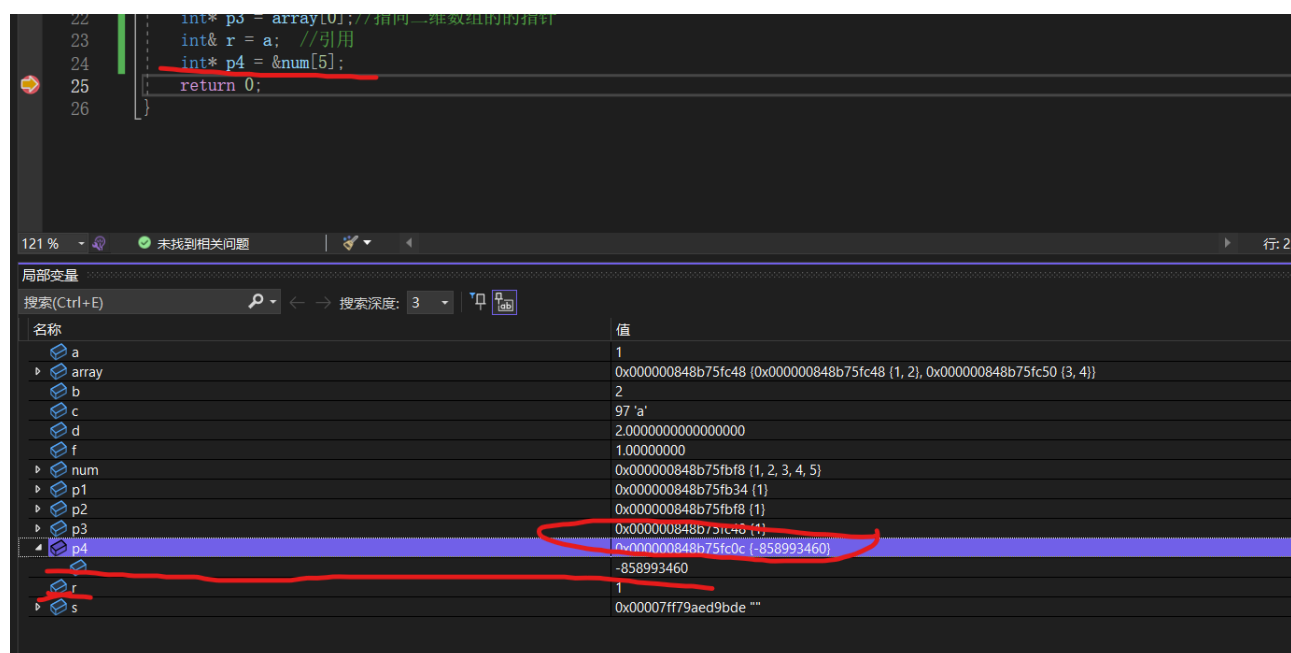 22 int* p3 = array[0];//指向二维数组的的指针
23 int& r = a; //引用
24 int* p4 = &num[5];
25 return 0;
26 }
121 % 未找到相关问题 行: 2
局部变量
搜索(Ctrl+E) 搜索深度: 3
名称 值
a 1
array 0x000000848b75fc48 {0x000000848b75fc48 {1, 2}, 0x000000848b75fc50 {3, 4}}
b 2
c 97 'a'
d 2.0000000000000000
f 1.00000000
num 0x000000848b75fbf8 {1, 2, 3, 4, 5}
p1 0x000000848b75fb34 {1}
p2 0x000000848b75fbf8 {1}
p3 0x000000848b75fc48 {1}
p4 0x000000848b75fc0c {-858993460}
-858993460
r 1
s 0x00007ff79aed9bde ""